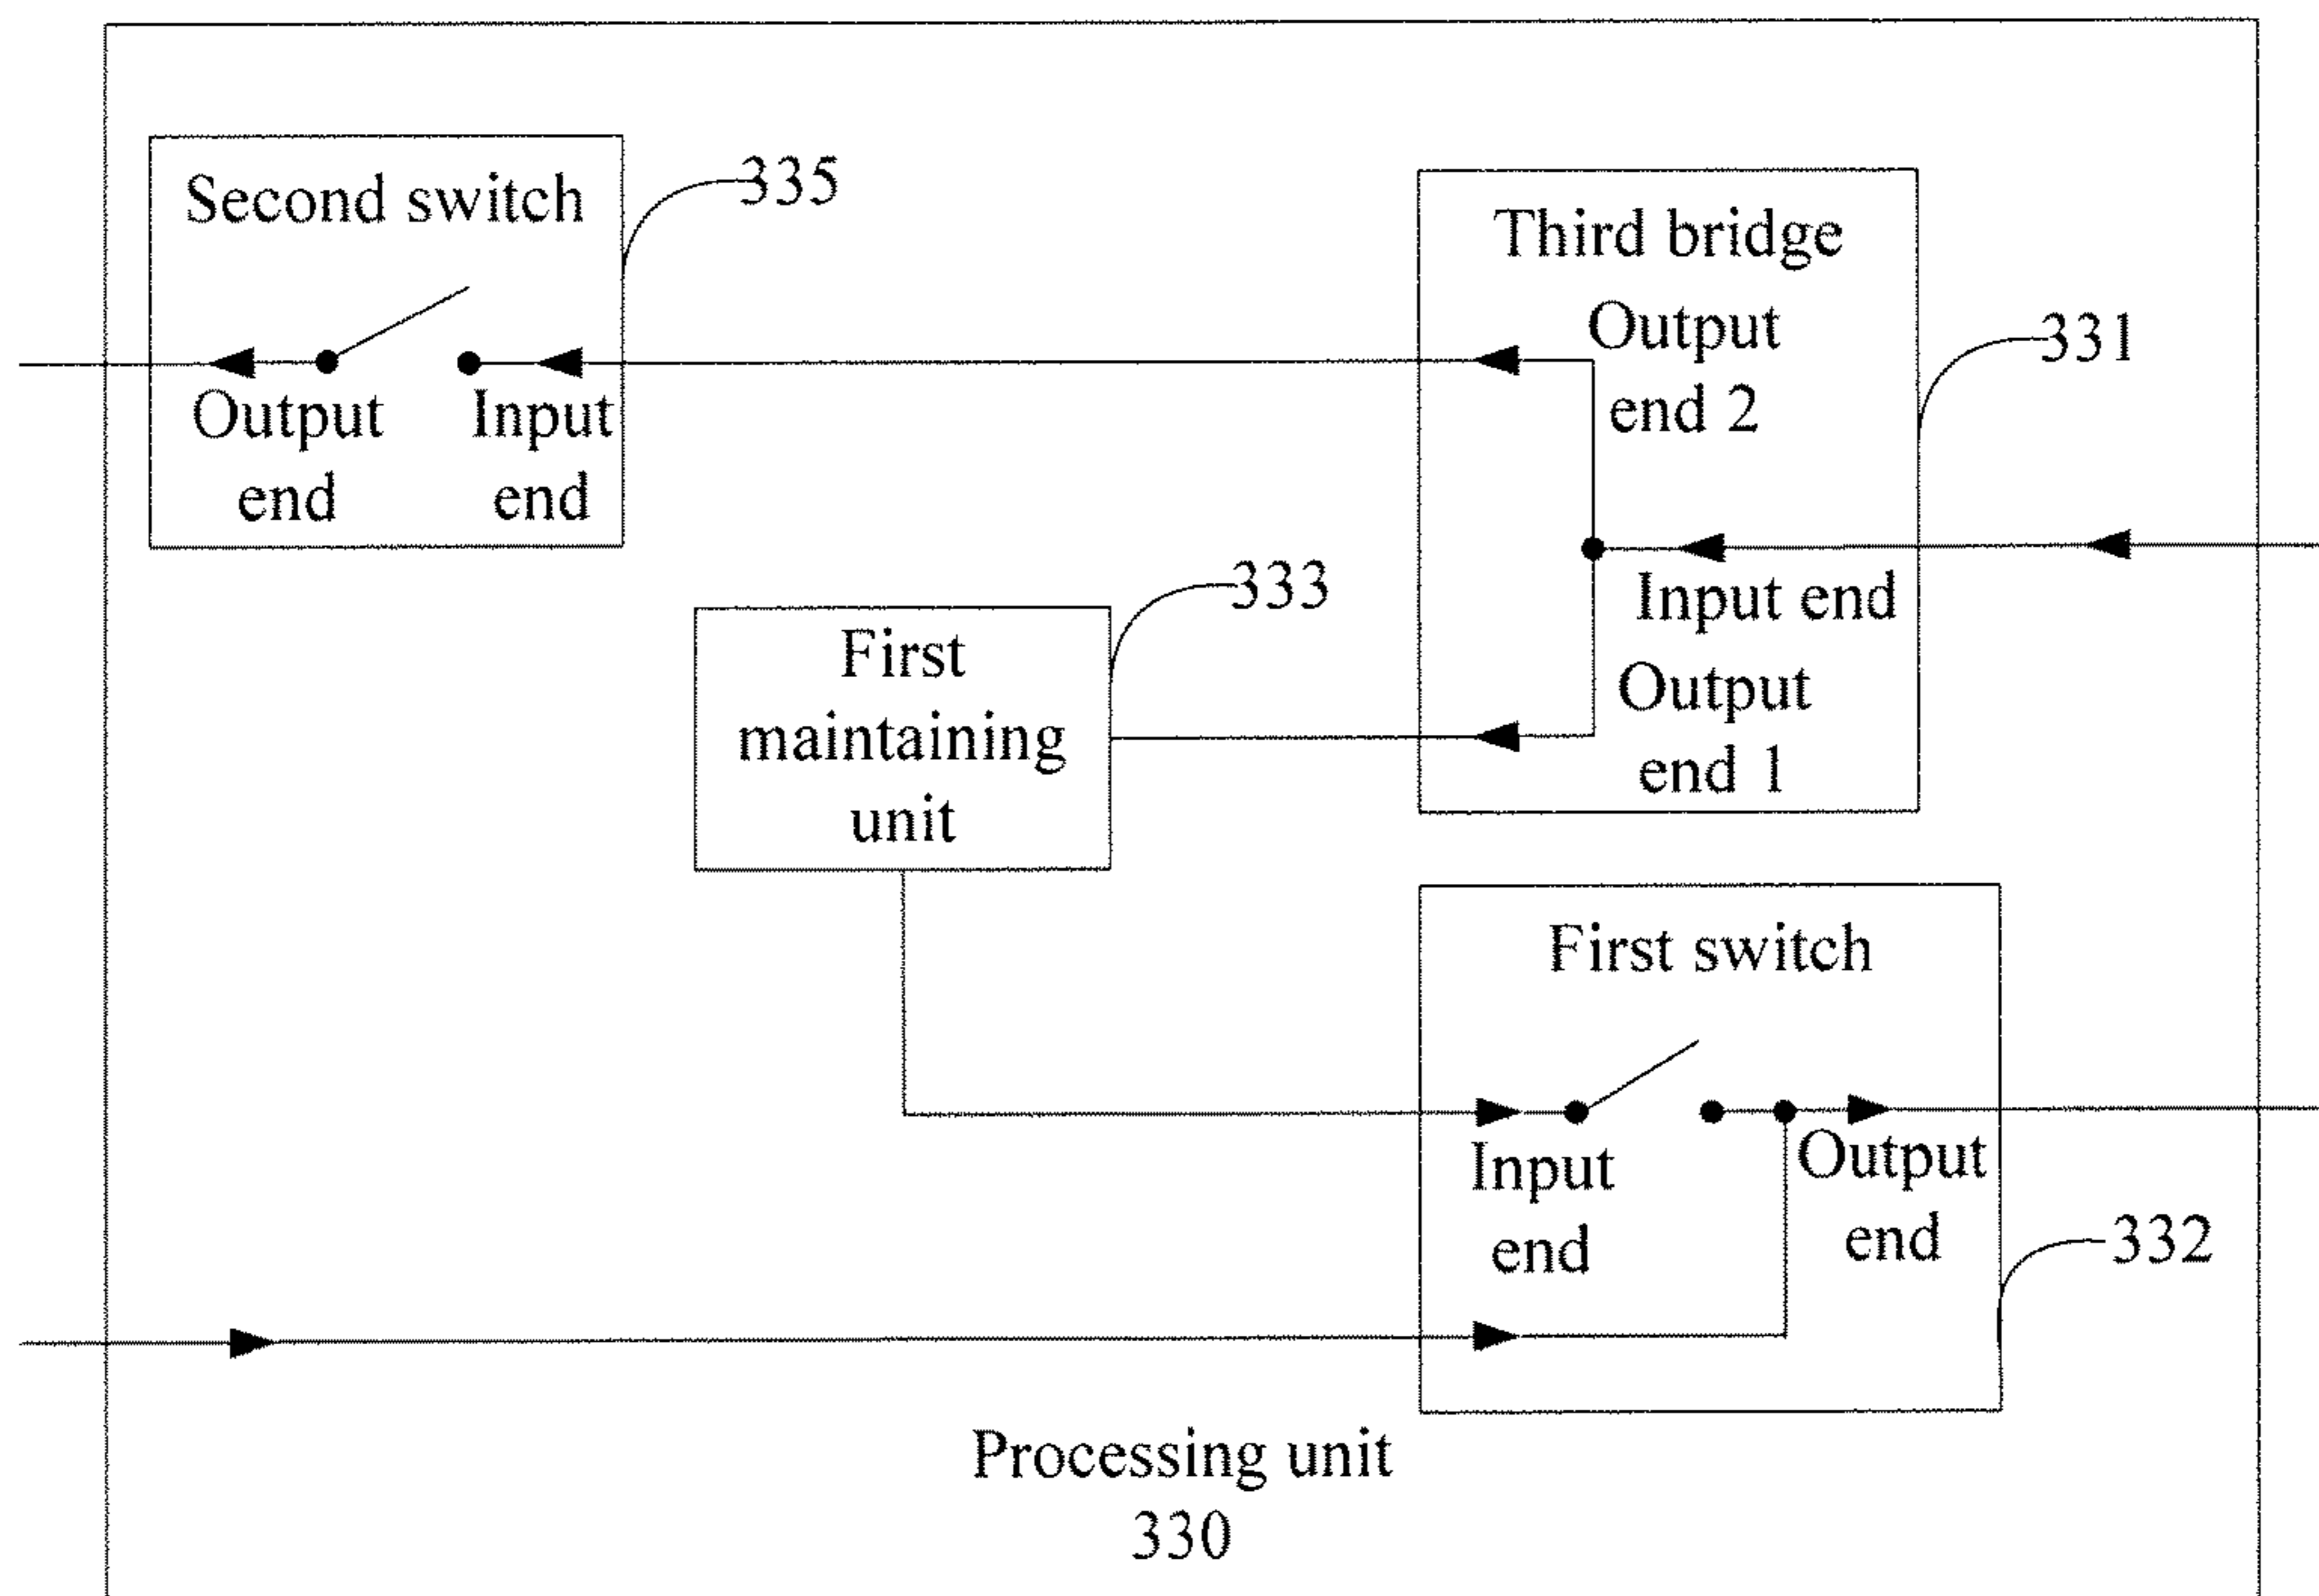 Second switch
335
Output
end
Input
end
Third bridge
Output
end 2
331
Input end
Output
end 1
333
First
maintaining
unit
First switch
Input
end
Output
end
332
Processing unit
330